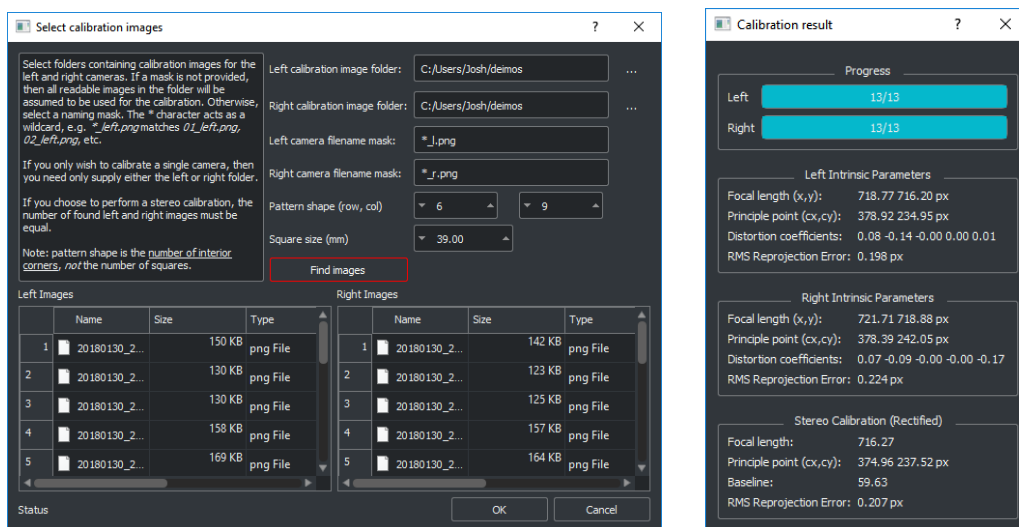 Select calibration images
?
Select folders containing calibration images for the
left and right cameras. If a mask is not provided,
then all readable images in the folder will be
assumed to be used for the calibration. Otherwise,
select a naming mask. The * character acts as a
wildcard, e.g. *_left.png matches 01_left.png,
02_left.png, etc.
If you only wish to calibrate a single camera, then
you need only supply either the left or right folder.
If you choose to perform a stereo calibration, the
number of found left and right images must be
equal.
Note: pattern shape is the number of interior
corners, not the number of squares.
Left calibration image folder: C:/Users/Josh/deimos ...
Right calibration image folder: C:/Users/Josh/deimos ...
Left camera filename mask: *_l.png
Right camera filename mask: *_r.png
Pattern shape (row, col) 6 9
Square size (mm) 39.00
Find images
Left Images
Name Size Type
1 20180130_2... 150 KB png File
2 20180130_2... 130 KB png File
3 20180130_2... 130 KB png File
4 20180130_2... 158 KB png File
5 20180130_2... 169 KB png File
Right Images
Name Size Type
1 20180130_2... 142 KB png File
2 20180130_2... 123 KB png File
3 20180130_2... 125 KB png File
4 20180130_2... 157 KB png File
5 20180130_2... 164 KB png File
Status
OK
Cancel
Calibration result
?
Progress
Left 13/13
Right 13/13
Left Intrinsic Parameters
Focal length (x,y): 718.77 716.20 px
Principle point (cx,cy): 378.92 234.95 px
Distortion coefficients: 0.08 -0.14 -0.00 0.00 0.01
RMS Reprojection Error: 0.198 px
Right Intrinsic Parameters
Focal length (x,y): 721.71 718.88 px
Principle point (cx,cy): 378.39 242.05 px
Distortion coefficients: 0.07 -0.09 -0.00 -0.00 -0.17
RMS Reprojection Error: 0.224 px
Stereo Calibration (Rectified)
Focal length: 716.27
Principle point (cx,cy): 374.96 237.52 px
Baseline: 59.63
RMS Reprojection Error: 0.207 px